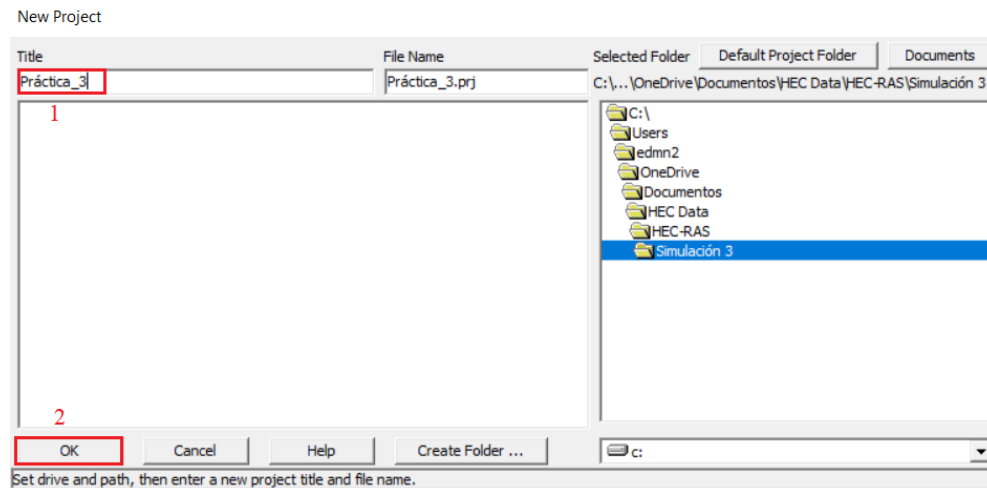 New Project
Title
File Name
Selected Folder
Default Project Folder
Documents
Práctica_3
Práctica_3.prj
C:\...\OneDrive\Documentos\HEC Data\HEC-RAS\Simulación 3
1
C:\
Users
edmn2
OneDrive
Documentos
HEC Data
HEC-RAS
Simulación 3
2
OK
Cancel
Help
Create Folder ...
c:
Set drive and path, then enter a new project title and file name.